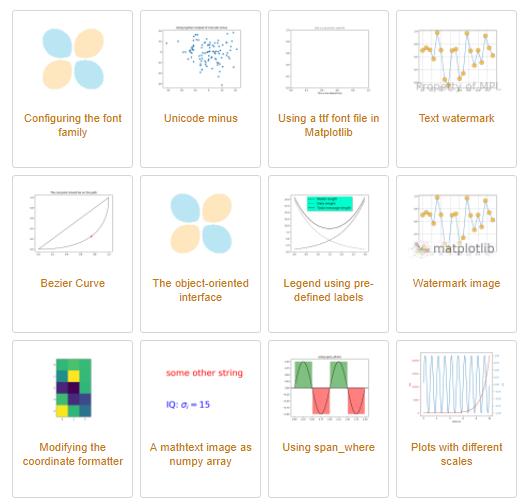 Configuring the font
family
Unicode minus
Using a ttf font file in
Matplotlib
Property of MPL
Text watermark
Bezier Curve
The object-oriented
interface
Legend using pre-
defined labels
matplotlib
Watermark image
Modifying the
coordinate formatter
some other string
IQ: σᵢ = 15
A mathtext image as
numpy array
Using span_where
Plots with different
scales